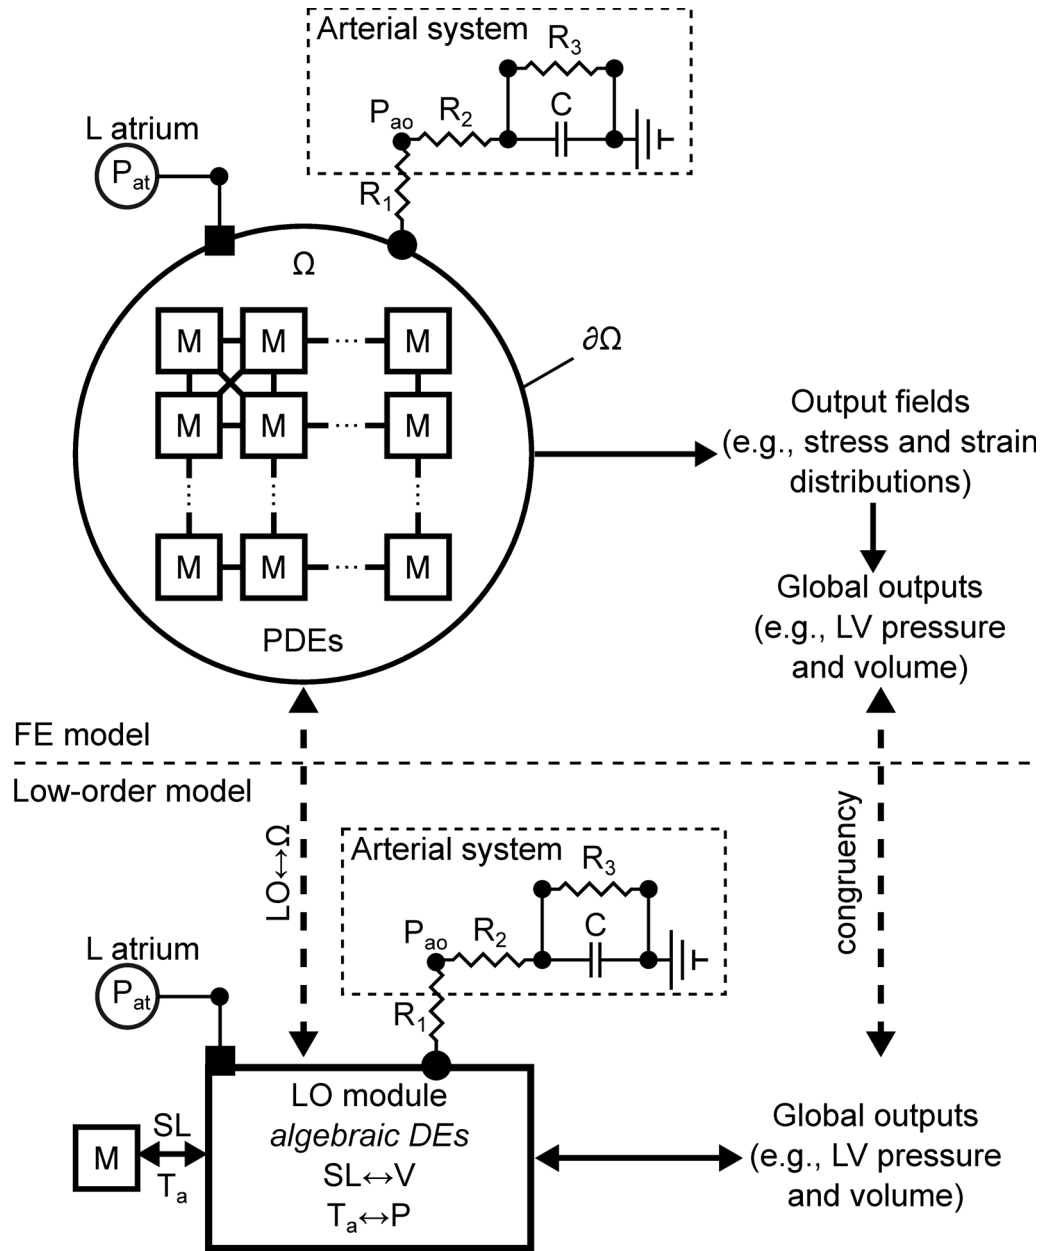 Arterial system
R3
C
Pao
R2
R1
L atrium
Pat
Ω
∂Ω
M M ... M
M M ... M
... ... ...
M M ... M
PDEs
Output fields
(e.g., stress and strain
distributions)
Global outputs
(e.g., LV pressure
and volume)
FE model
Low-order model
LO↔Ω
congruency
Arterial system
R3
C
Pao
R2
R1
L atrium
Pat
LO module
algebraic DEs
SL↔V
Ta↔P
M
SL
Ta
Global outputs
(e.g., LV pressure
and volume)